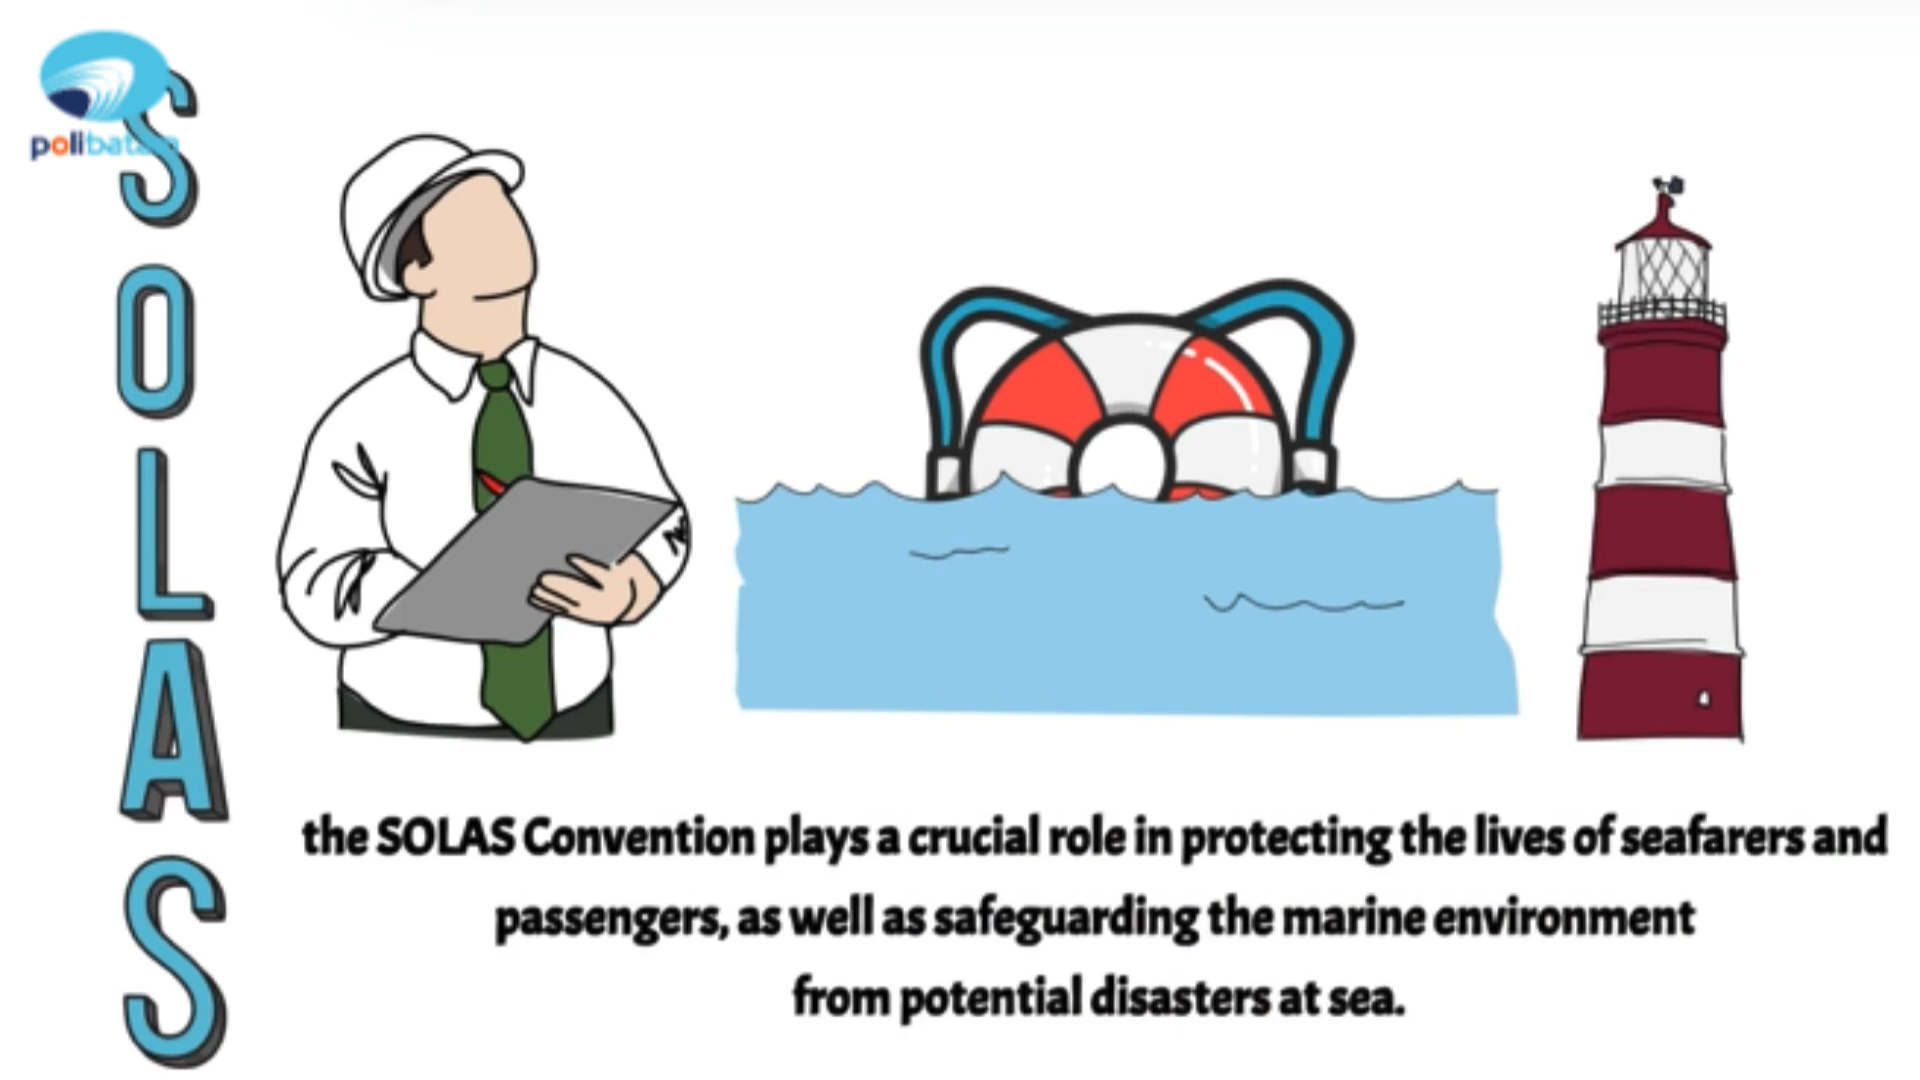 polibatam
SOLAS
the SOLAS Convention plays a crucial role in protecting the lives of seafarers and
passengers, as well as safeguarding the marine environment
from potential disasters at sea.